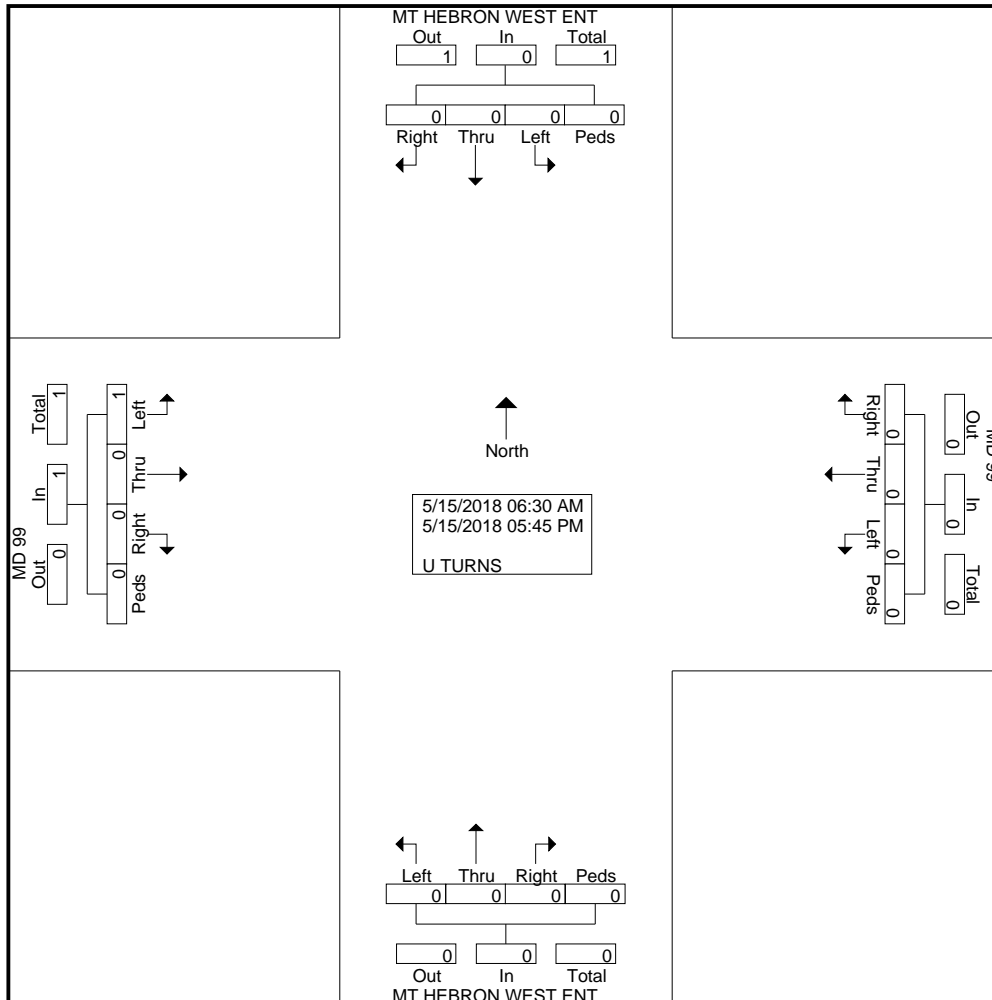 MT HEBRON WEST ENT
Out In Total
1 0 1
0 0 0 0
Right Thru Left Peds
MD 99
Out In Total
0 1 1
Left Thru Right Peds
1 0 0 0
North
5/15/2018 06:30 AM
5/15/2018 05:45 PM
U TURNS
MD 99
Out In Total
0 0 0
Right Thru Left Peds
0 0 0 0
Left Thru Right Peds
0 0 0 0
0 0 0
Out In Total
MT HEBRON WEST ENT